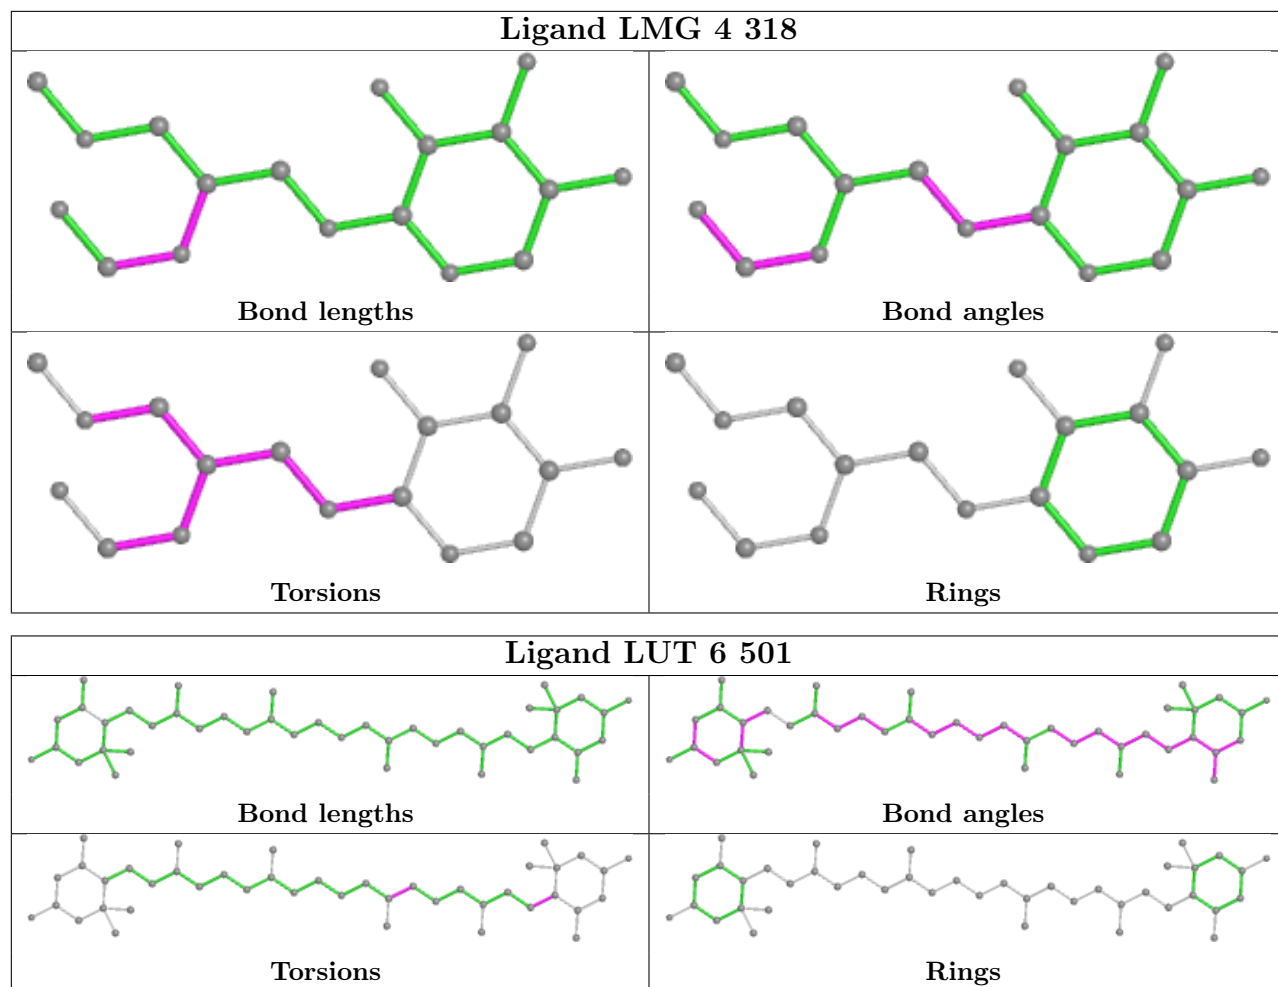 Ligand LMG 4 318
Bond lengths
Bond angles
Torsions
Rings
Ligand LUT 6 501
Bond lengths
Bond angles
Torsions
Rings